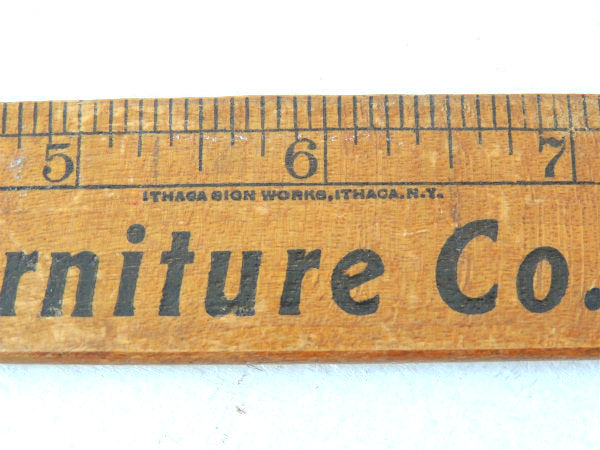 5 6 7
ITHACA SIGN WORKS, ITHACA, N.Y.
rniture Co.